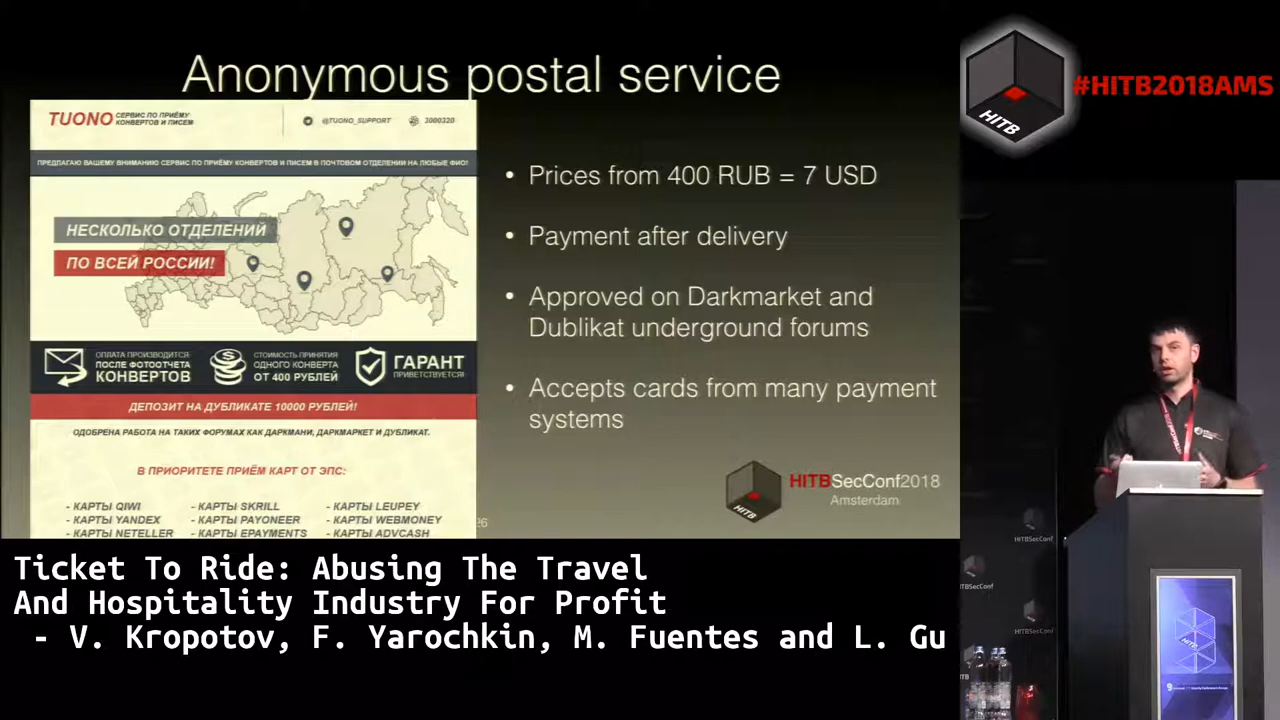 Anonymous postal service
TUONO СЕРВИС ПО ПРИЁМУ
КОНВЕРТОВ И ПИСЕМ
@TUONO_SUPPORT
3000320
ПРЕДЛАГАЮ ВАШЕМУ ВНИМАНИЮ СЕРВИС ПО ПРИЁМУ КОНВЕРТОВ И ПИСЕМ В ПОЧТОВОМ ОТДЕЛЕНИИ НА ЛЮБЫЕ ФИО!
НЕСКОЛЬКО ОТДЕЛЕНИЙ
ПО ВСЕЙ РОССИИ!
ОПЛАТА ПРОИЗВОДИТСЯ
ПОСЛЕ ФОТООТЧЕТА
КОНВЕРТОВ
СТОИМОСТЬ ПРИНЯТИЯ
ОДНОГО КОНВЕРТА
ОТ 400 РУБЛЕЙ
ГАРАНТ
ПРИВЕТСТВУЕТСЯ!
ДЕПОЗИТ НА ДУБЛИКАТЕ 10000 РУБЛЕЙ!
ОДОБРЕНА РАБОТА НА ТАКИХ ФОРУМАХ КАК ДАРКМАНИ, ДАРКМАРКЕТ И ДУБЛИКАТ.
В ПРИОРИТЕТЕ ПРИЁМ КАРТ ОТ ЭПС:
- КАРТЫ QIWI - КАРТЫ SKRILL - КАРТЫ LEUPEY
- КАРТЫ YANDEX - КАРТЫ PAYONEER - КАРТЫ WEBMONEY
- КАРТЫ NETELLER - КАРТЫ EPAYMENTS - КАРТЫ ADVCASH
• Prices from 400 RUB = 7 USD
• Payment after delivery
• Approved on Darkmarket and
Dublikat underground forums
• Accepts cards from many payment
systems
HITB
HITBSecConf2018
Amsterdam
26
HITB
#HITB2018AMS
HITBSecConf
HITBSecConf
HITB
Ticket To Ride: Abusing The Travel
And Hospitality Industry For Profit
- V. Kropotov, F. Yarochkin, M. Fuentes and L. Gu